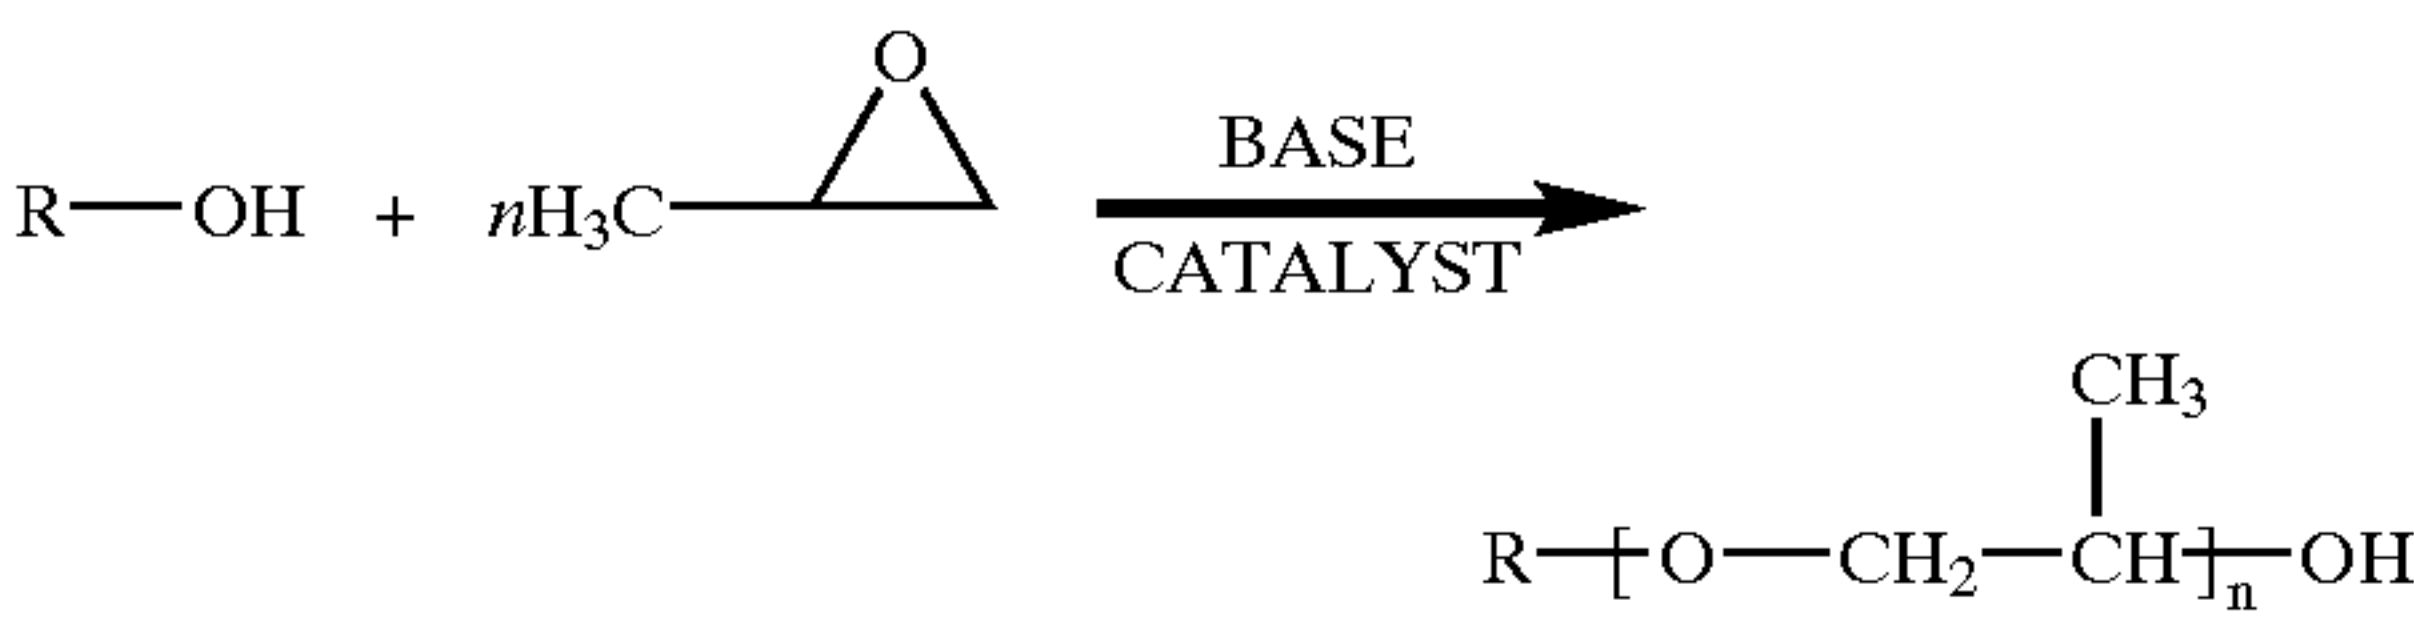 O
BASE
R—OH + nH₃C
CATALYST
CH₃
R—[O—CH₂—CH]ₙ—OH